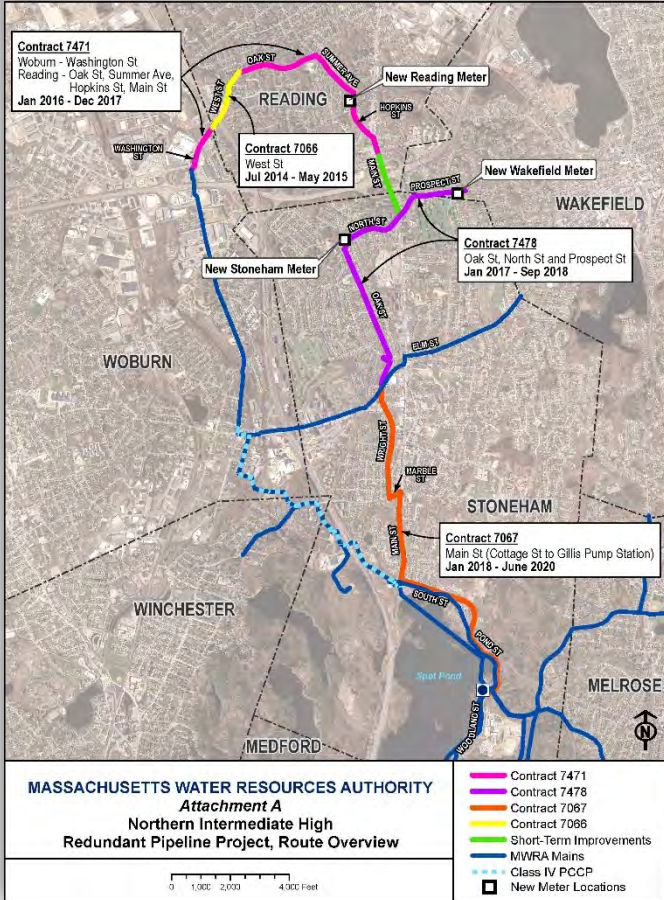 Contract 7471
Woburn - Washington St
Reading - Oak St, Summer Ave,
Hopkins St, Main St
Jan 2016 - Dec 2017
OAK ST
SUMMER AVE
WEST ST
READING
New Reading Meter
HOPKINS
ST
WASHINGTON
ST
Contract 7066
West St
Jul 2014 - May 2015
MAIN ST
PROSPECT ST
New Wakefield Meter
WAKEFIELD
NORTH ST
New Stoneham Meter
Contract 7478
Oak St, North St and Prospect St
Jan 2017 - Sep 2018
OAK ST
WOBURN
ELM ST
WRIGHT ST
MARBLE
ST
STONEHAM
MAIN ST
Contract 7067
Main St (Cottage St to Gillis Pump Station)
Jan 2018 - June 2020
WINCHESTER
SOUTH ST
POND ST
Spot Pond
MELROSE
WOODLAND ST
MEDFORD
N
MASSACHUSETTS WATER RESOURCES AUTHORITY
Attachment A
Northern Intermediate High
Redundant Pipeline Project, Route Overview
0 1,000 2,000 4,000 Feet
Contract 7471
Contract 7478
Contract 7067
Contract 7066
Short-Term Improvements
MWRA Mains
Class IV PCCP
New Meter Locations